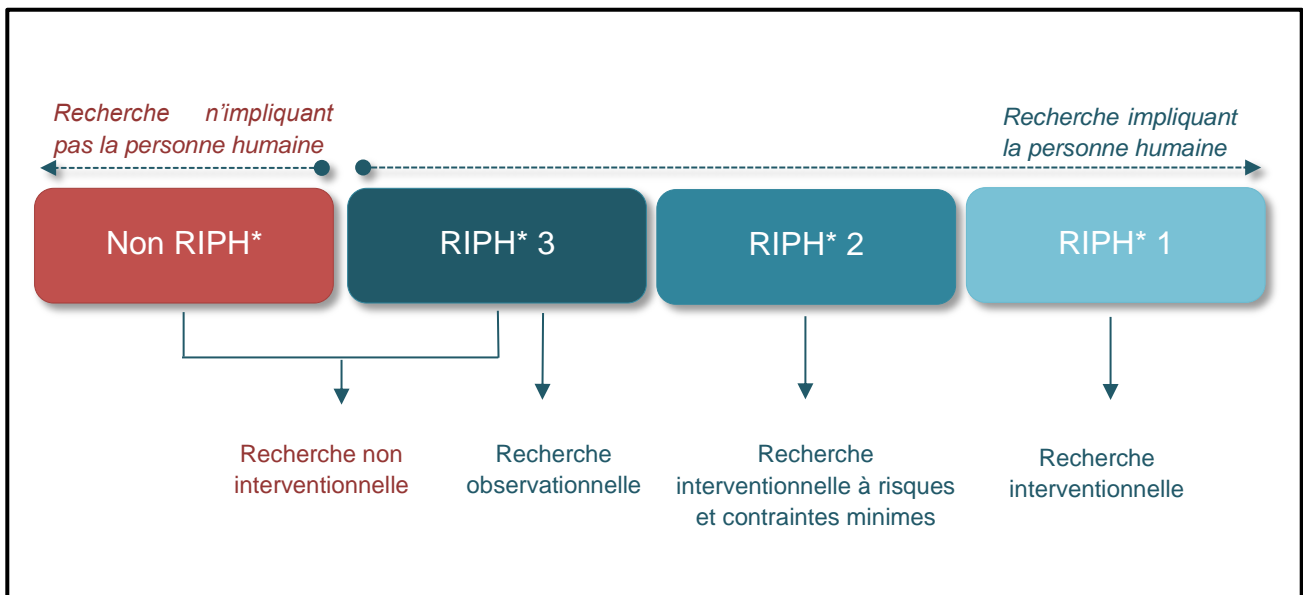 Recherche n'impliquant
pas la personne humaine
Recherche impliquant
la personne humaine
Non RIPH*
RIPH* 3
RIPH* 2
RIPH* 1
Recherche non
interventionnelle
Recherche
observationnelle
Recherche
interventionnelle à risques
et contraintes minimes
Recherche
interventionnelle